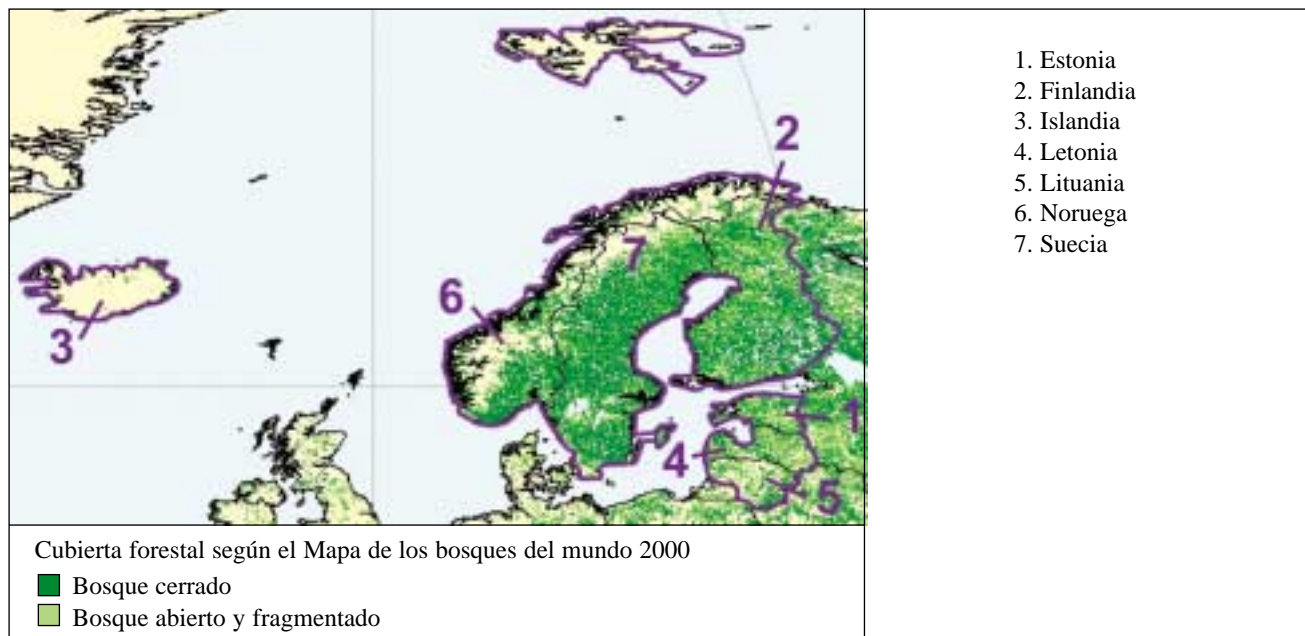 2
7
6
3
1
4
5
Cubierta forestal según el Mapa de los bosques del mundo 2000
Bosque cerrado
Bosque abierto y fragmentado
1. Estonia
2. Finlandia
3. Islandia
4. Letonia
5. Lituania
6. Noruega
7. Suecia